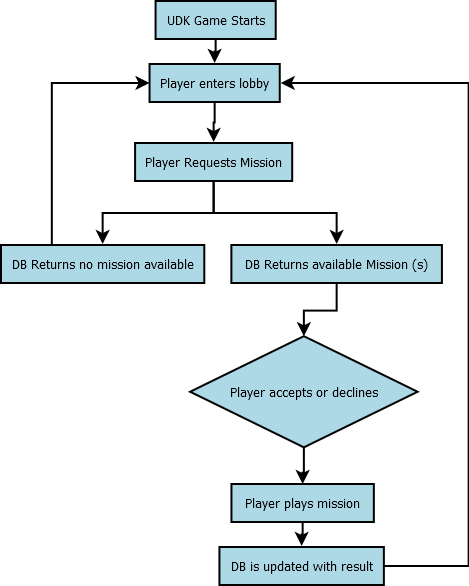 UDK Game Starts
Player enters lobby
Player Requests Mission
DB Returns no mission available
DB Returns available Mission (s)
Player accepts or declines
Player plays mission
DB is updated with result